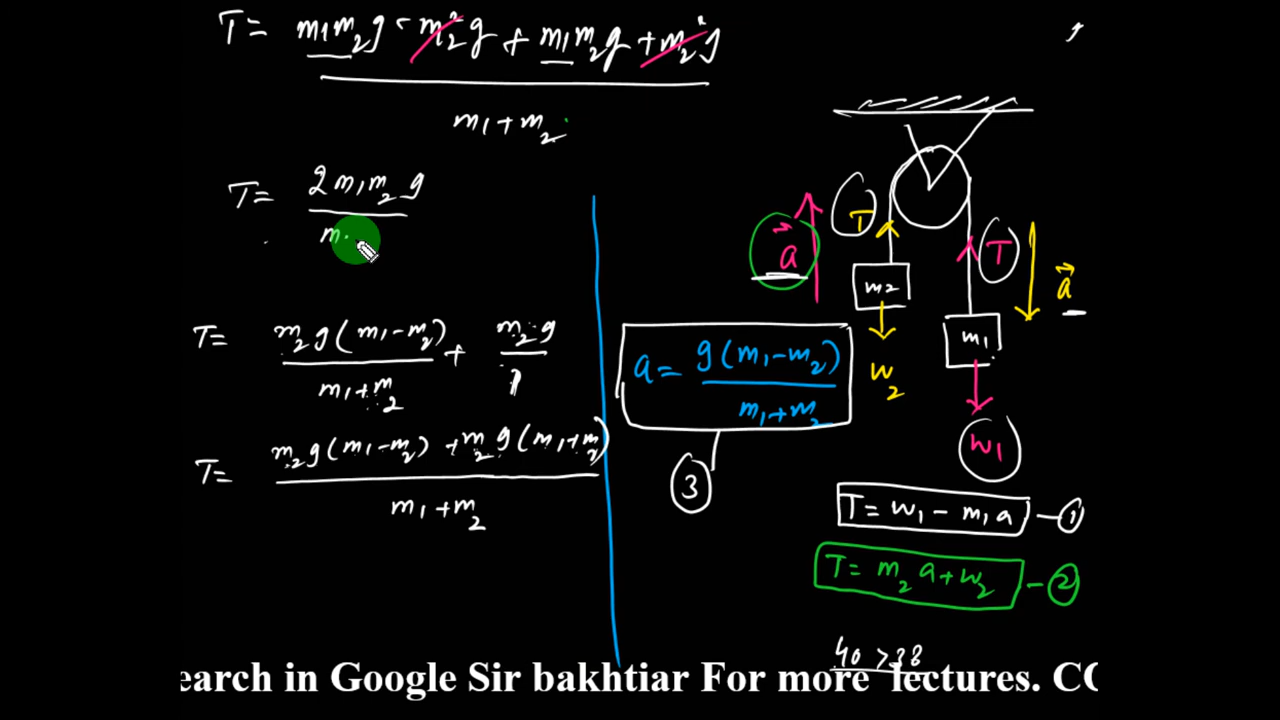 T= m1m2g - m2²g + m1m2g + m2²g
m1+m2
T= 2m1m2g
m
T= m2g(m1-m2) + m2g
m1+m2 1
T= m2g(m1-m2) + m2g(m1+m2)
m1+m2
T
a
m2
w2
T
a
m1
w1
a= g(m1-m2)
m1+m2
3
T= w1 - m1a - 1
T= m2a+w2 - 2
40 >38
earch in Google Sir bakhtiar For more lectures. CO